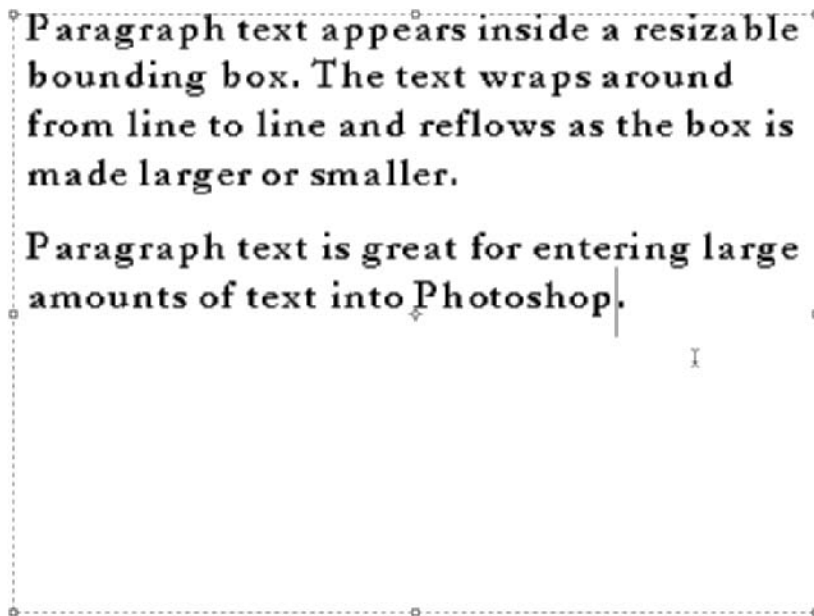 Paragraph text appears inside a resizable
bounding box. The text wraps around
from line to line and reflows as the box is
made larger or smaller.
Paragraph text is great for entering large
amounts of text into Photoshop.